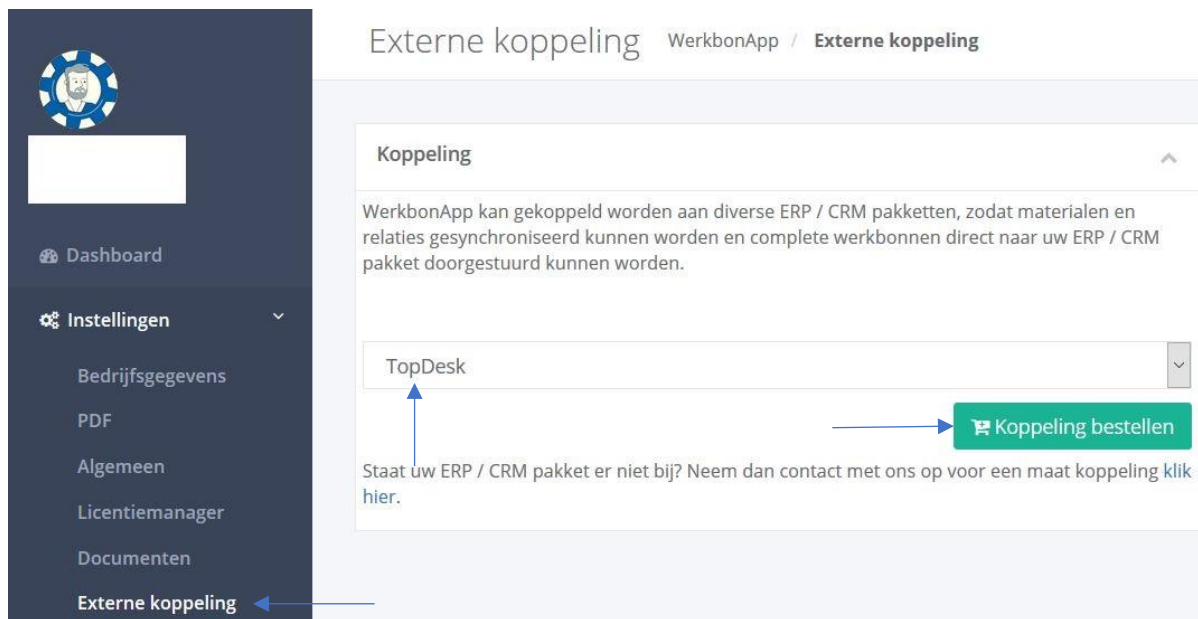 Externe koppeling WerkbonApp / Externe koppeling
Dashboard
Instellingen
Bedrijfsgegevens
PDF
Algemeen
Licentiemanager
Documenten
Externe koppeling
Koppeling
WerkbonApp kan gekoppeld worden aan diverse ERP / CRM pakketten, zodat materialen en
relaties gesynchroniseerd kunnen worden en complete werkbonnen direct naar uw ERP / CRM
pakket doorgestuurd kunnen worden.
TopDesk
Koppeling bestellen
Staat uw ERP / CRM pakket er niet bij? Neem dan contact met ons op voor een maat koppeling klik
hier.